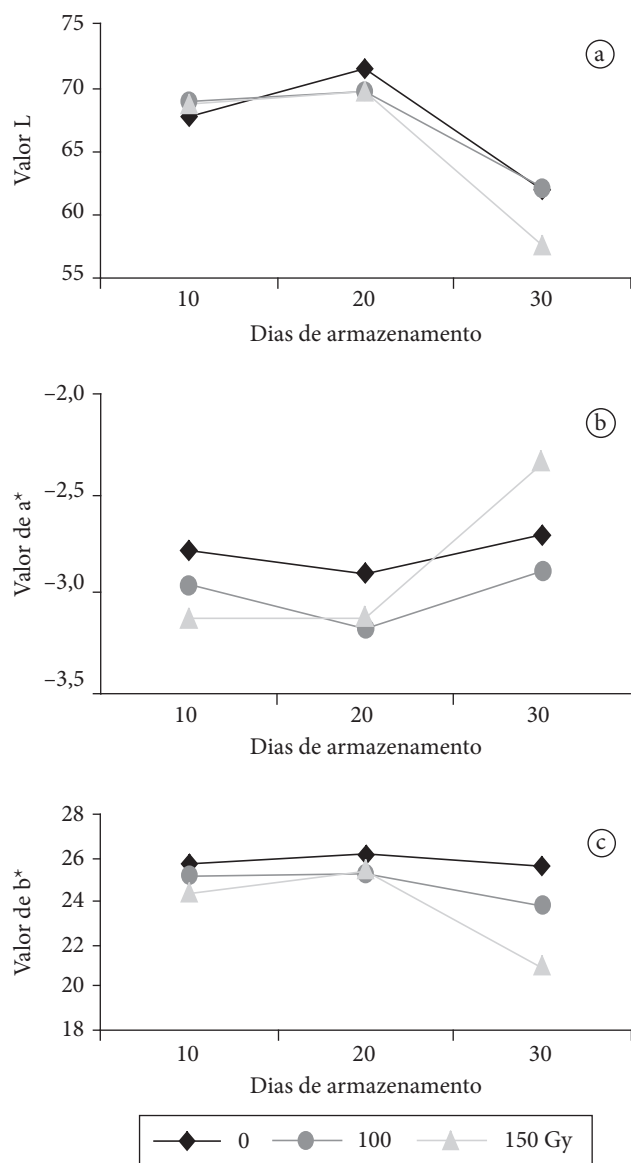 75
70
65
60
55
Valor L
a
10 20 30
Dias de armazenamento
–2,0
–2,5
–3,0
–3,5
Valor de a*
b
10 20 30
Dias de armazenamento
28
26
24
22
20
18
Valor de b*
c
10 20 30
Dias de armazenamento
0 100 150 Gy